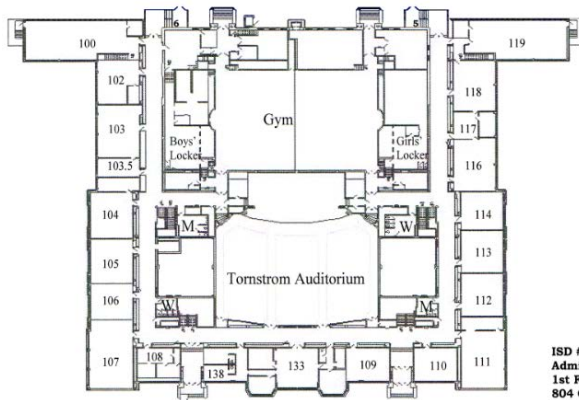 6
5
100
119
102
118
103
Gym
117
Boys'
Locker
Girls'
Locker
116
103.5
104
M
W
114
105
113
Tornstrom Auditorium
106
112
W
M
107
108
138
133
109
110
111
ISD
Adm
1st F
804